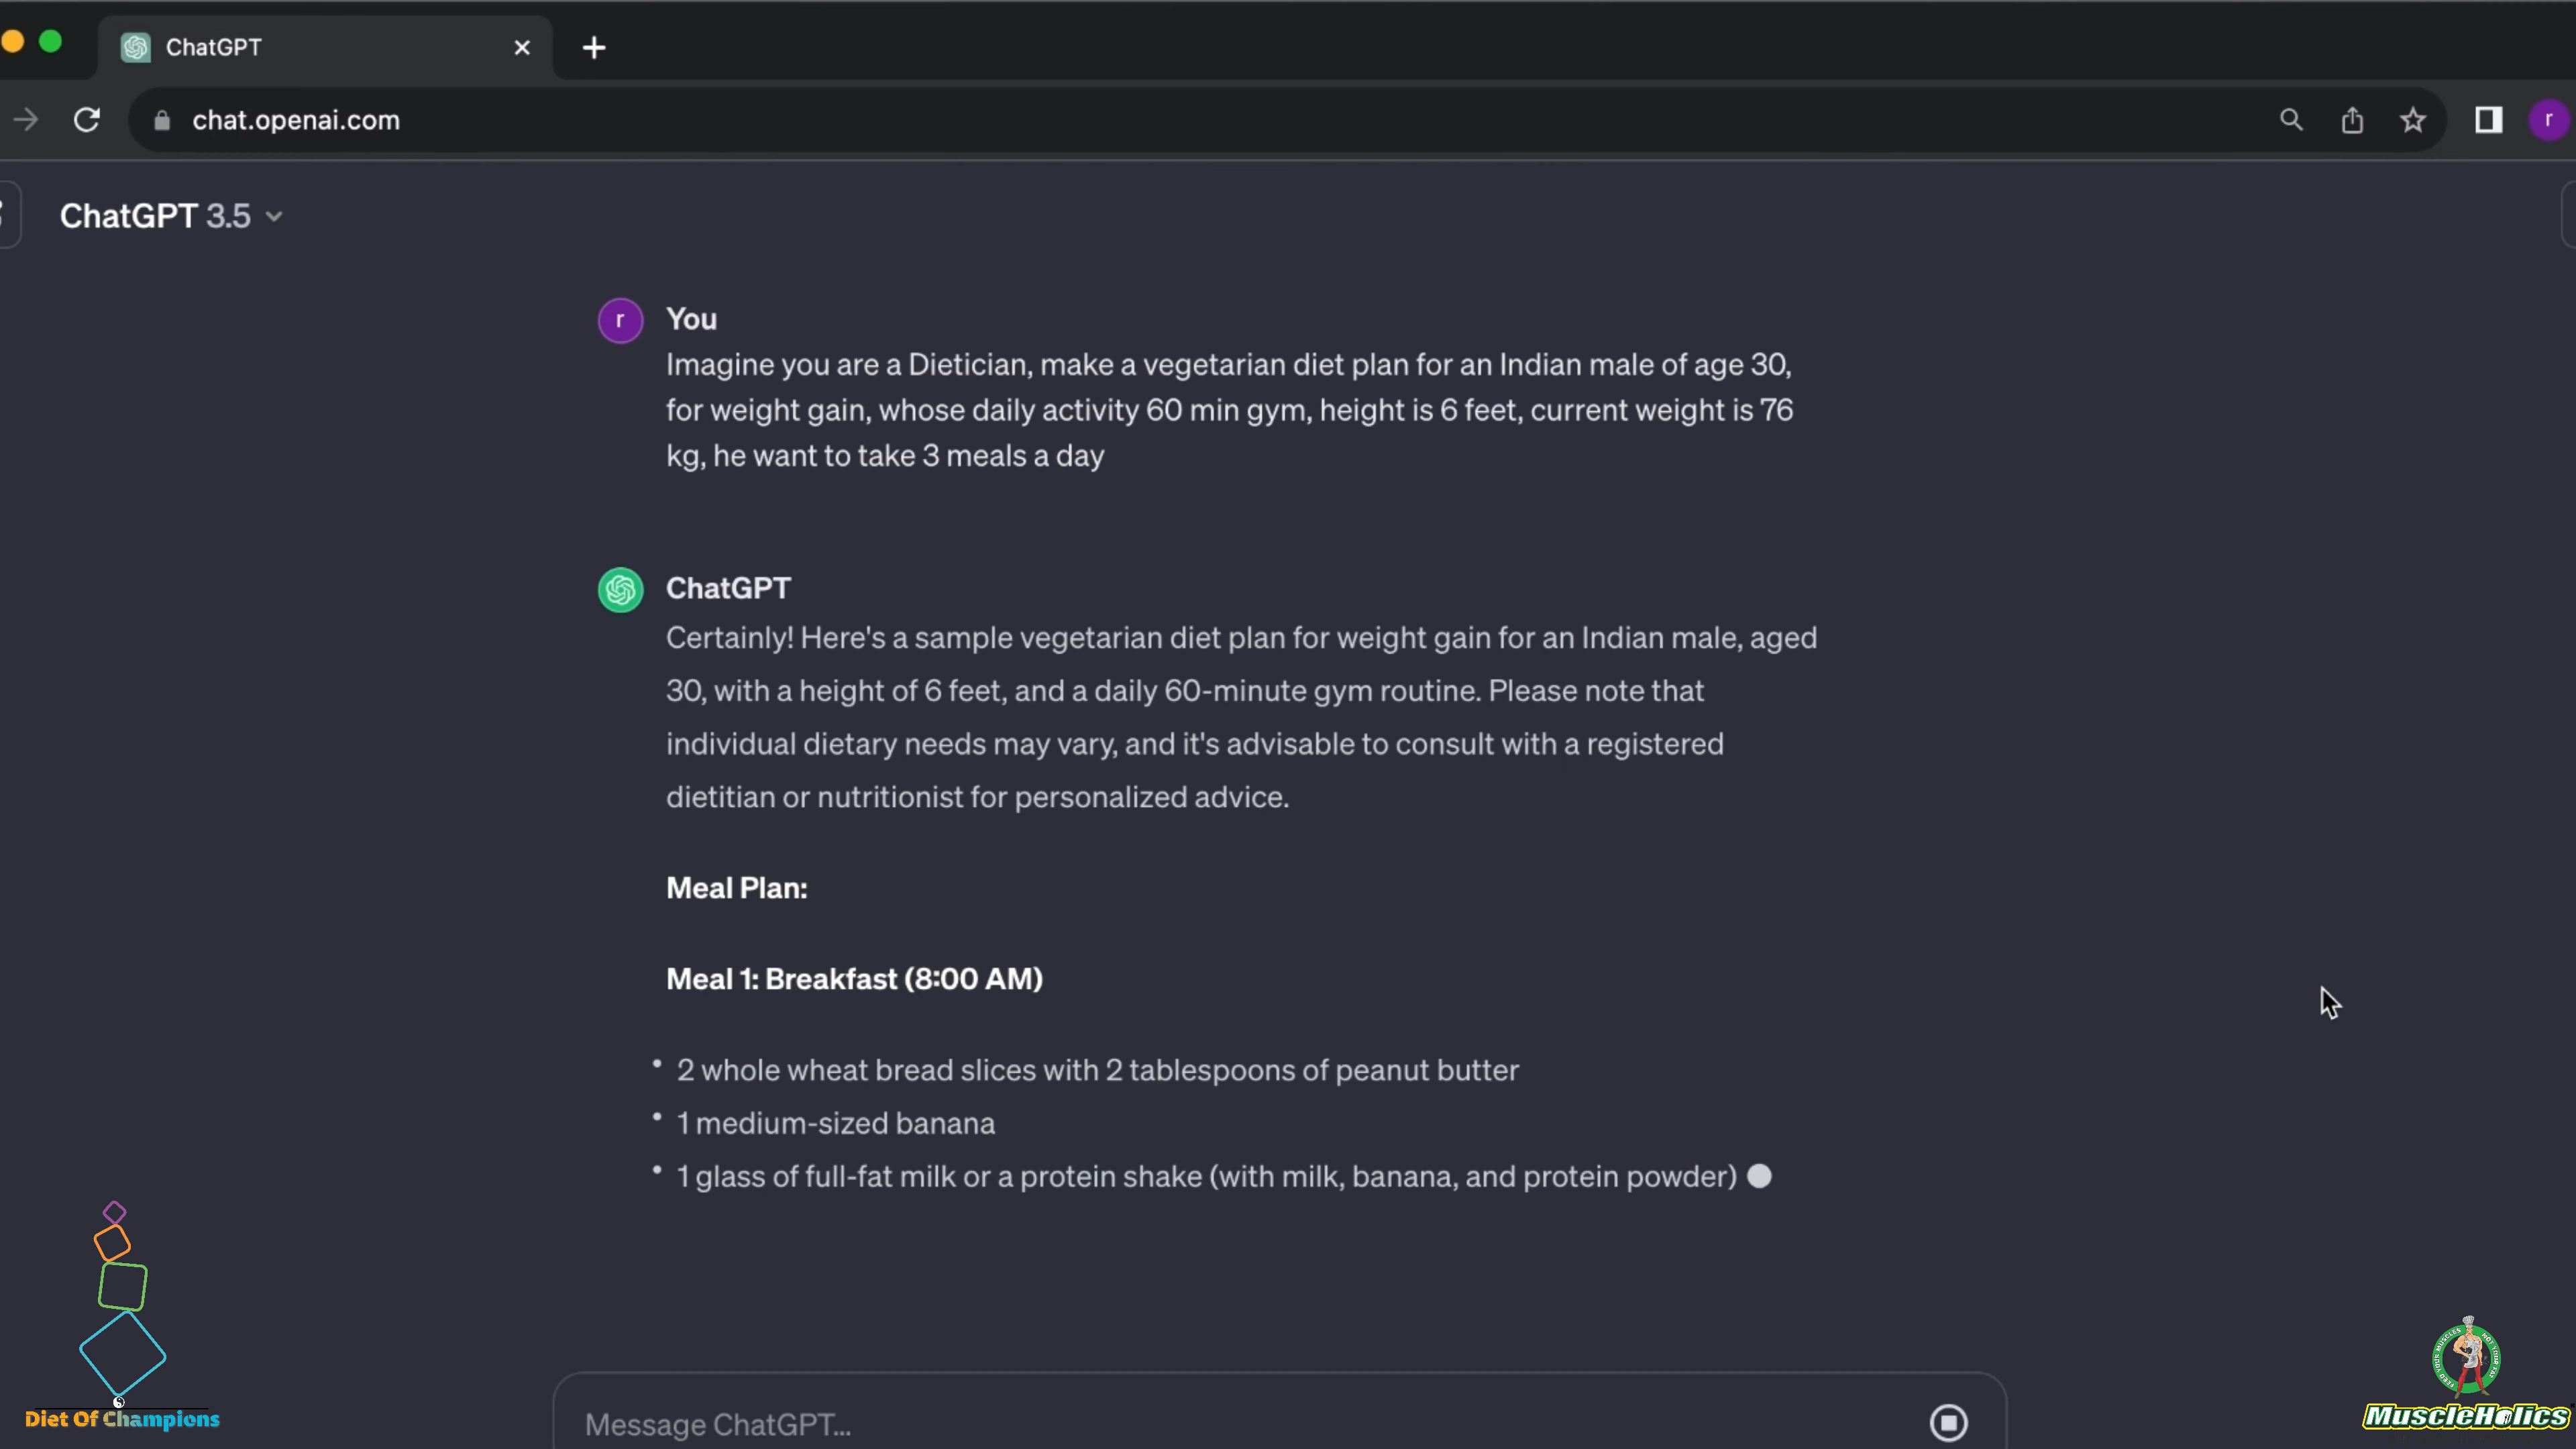 ChatGPT
chat.openai.com
r
ChatGPT 3.5
r
You
Imagine you are a Dietician, make a vegetarian diet plan for an Indian male of age 30,
for weight gain, whose daily activity 60 min gym, height is 6 feet, current weight is 76
kg, he want to take 3 meals a day
ChatGPT
Certainly! Here's a sample vegetarian diet plan for weight gain for an Indian male, aged
30, with a height of 6 feet, and a daily 60-minute gym routine. Please note that
individual dietary needs may vary, and it's advisable to consult with a registered
dietitian or nutritionist for personalized advice.
Meal Plan:
Meal 1: Breakfast (8:00 AM)
• 2 whole wheat bread slices with 2 tablespoons of peanut butter
• 1 medium-sized banana
• 1 glass of full-fat milk or a protein shake (with milk, banana, and protein powder)
Message ChatGPT...
Diet Of Champions
FEED YOUR MUSCLES NOT YOUR FAT
MuscleHolics